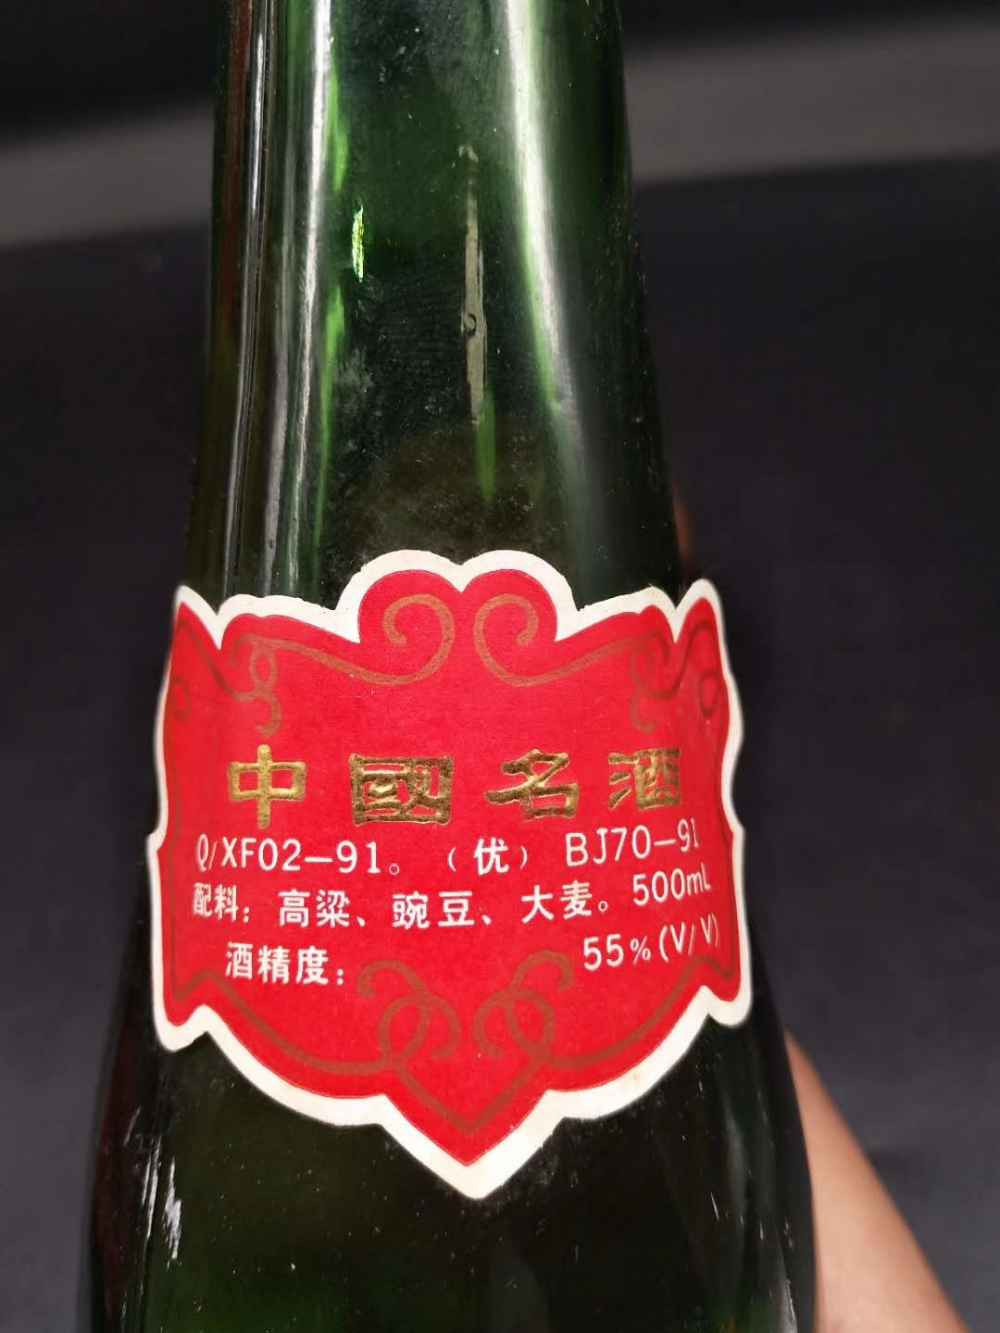 中國名酒
Q/XF02-91。(优) BJ70-91
配料：高粱、豌豆、大麦。500mL
酒精度： 55%(V/V)